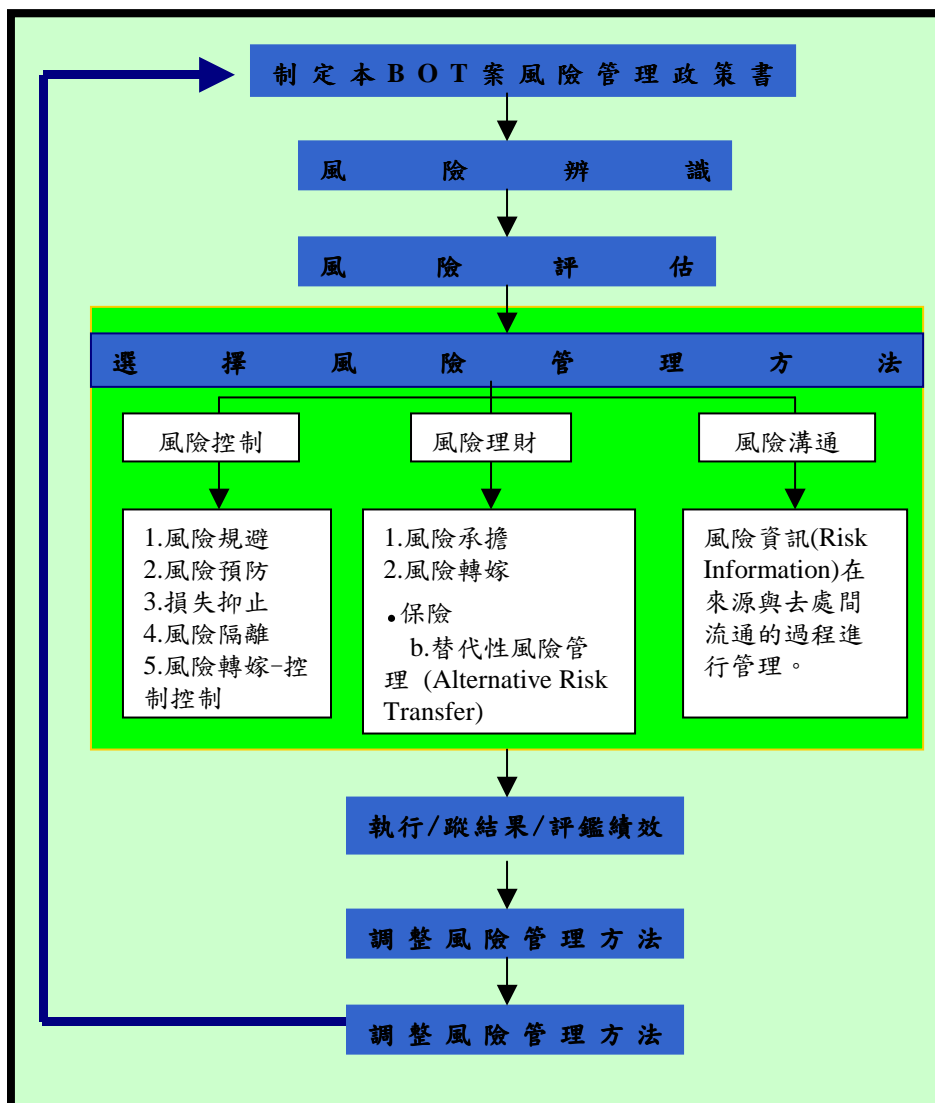 制定本BOT案風險管理政策書
風險辨識
風險評估
選擇風險管理方法
風險控制
風險理財
風險溝通
1.風險規避
2.風險預防
3.損失抑止
4.風險隔離
5.風險轉嫁-控
制控制
1.風險承擔
2.風險轉嫁
•保險
b.替代性風險管
理 (Alternative Risk
Transfer)
風險資訊(Risk
Information)在
來源與去處間
流通的過程進
行管理。
執行/蹤結果/評鑑績效
調整風險管理方法
調整風險管理方法